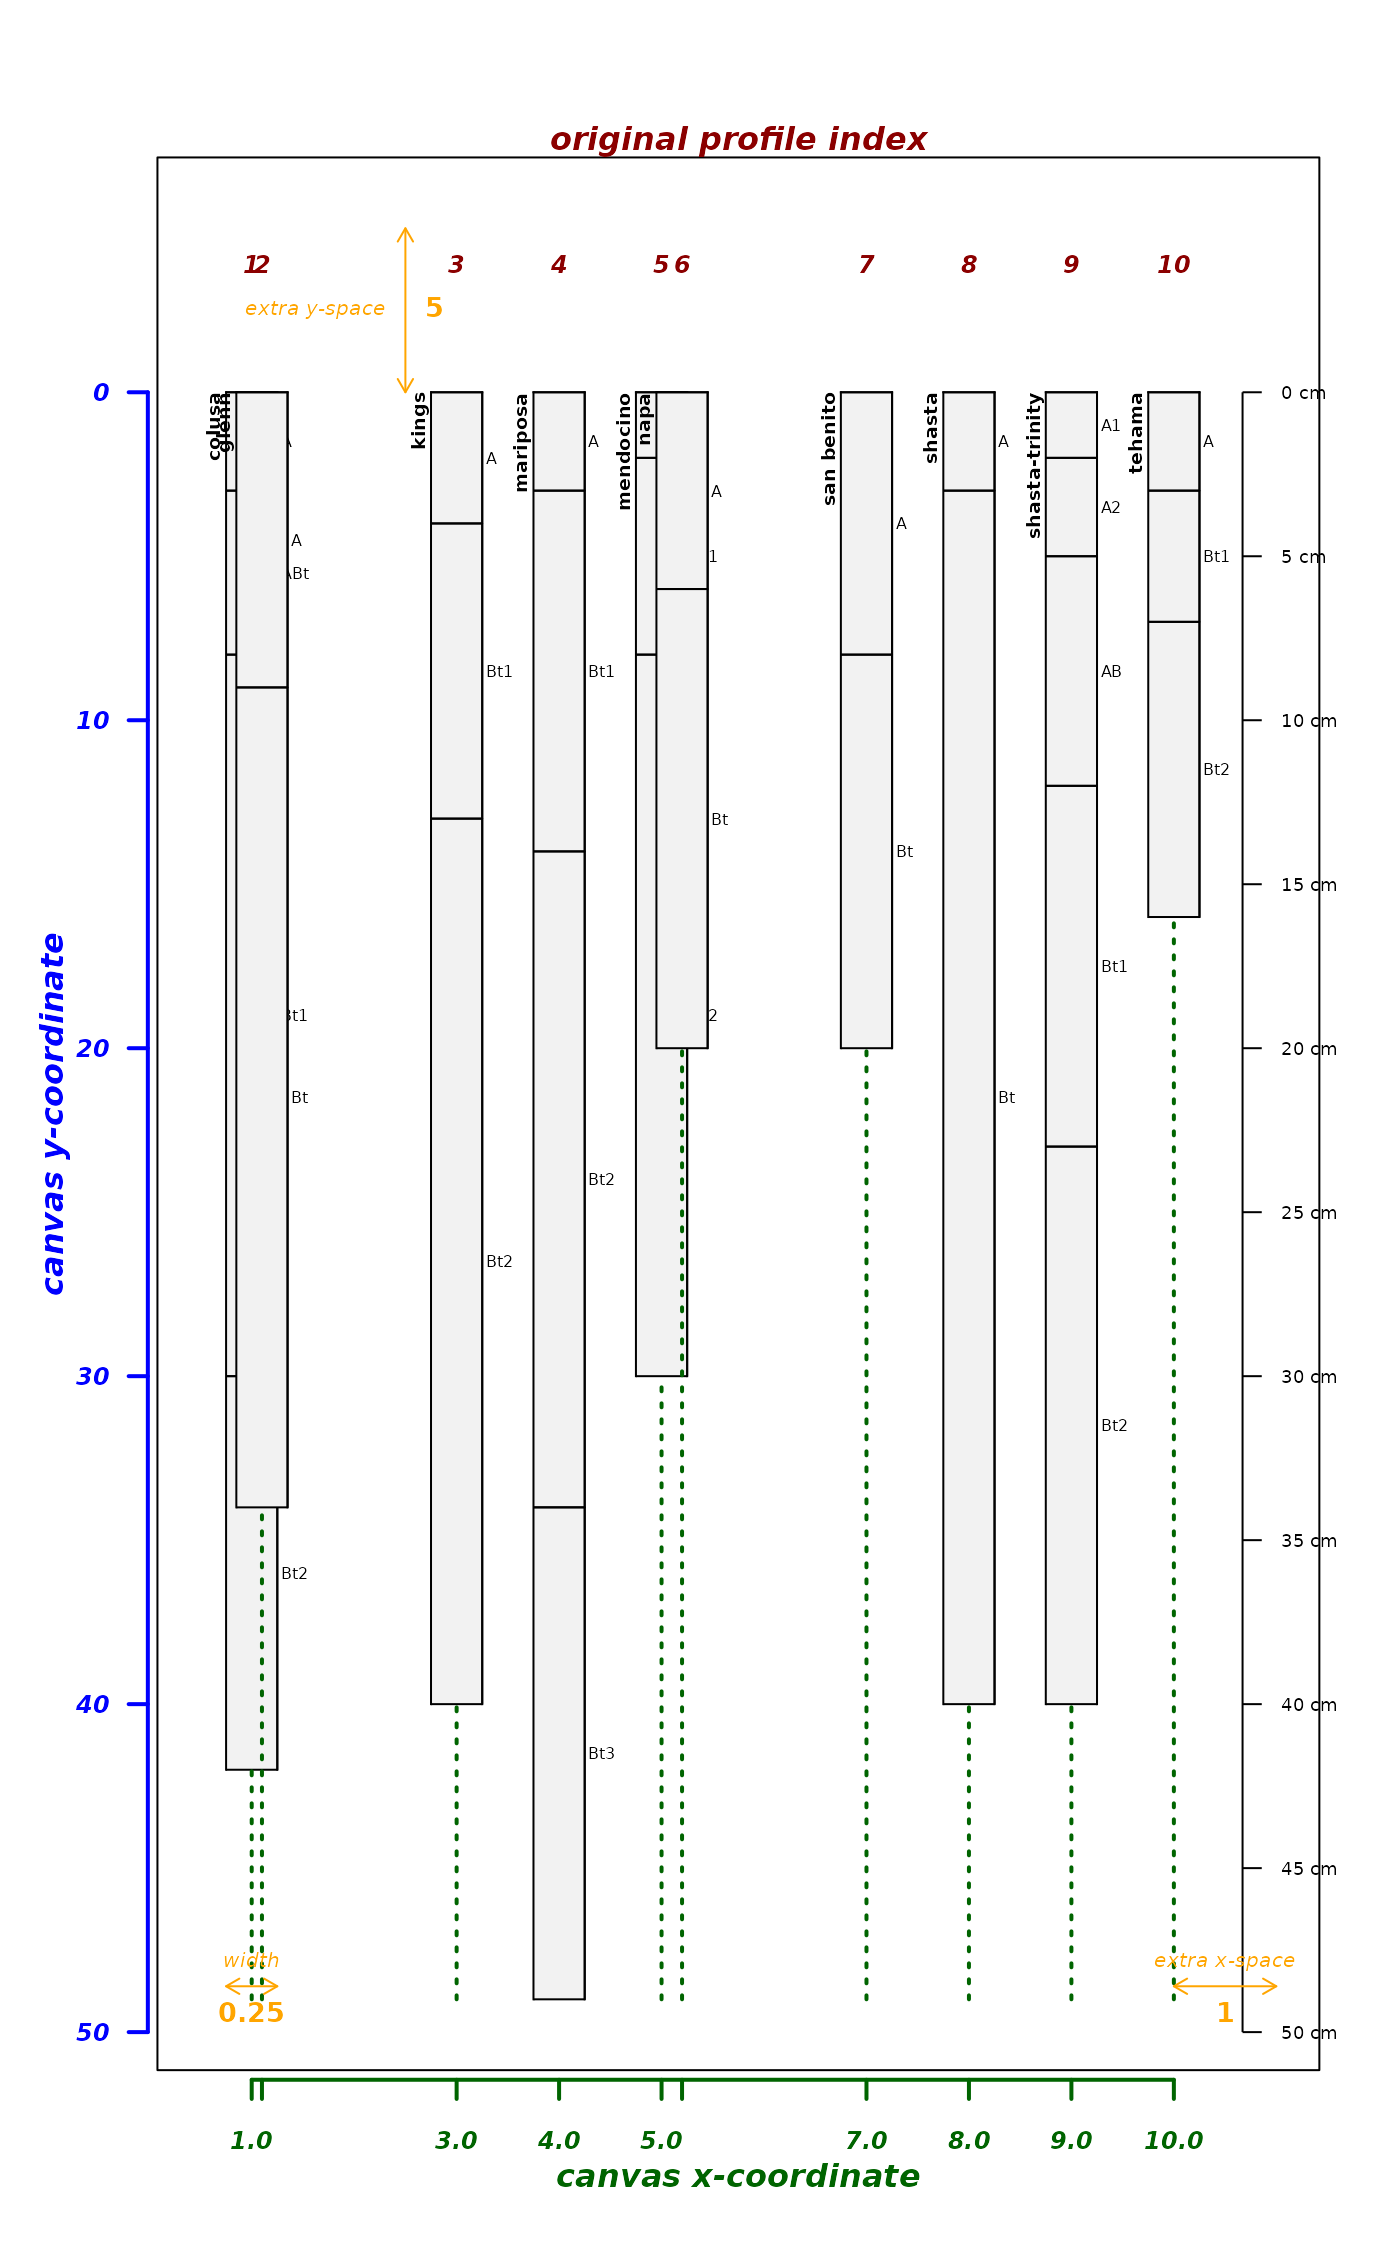 original profile index
1 2 3 4 5 6 7 8 9 10
extra y-space 5
canvas y-coordinate
0
10
20
30
40
50
colusa
glenn
A
ABt
Bt1
Bt2
A
Bt
kings
A
Bt1
Bt2
mariposa
A
Bt1
Bt2
Bt3
mendocino
1
2
napa
A
Bt
san benito
A
Bt
shasta
A
Bt
shasta-trinity
A1
A2
AB
Bt1
Bt2
tehama
A
Bt1
Bt2
0 cm
5 cm
10 cm
15 cm
20 cm
25 cm
30 cm
35 cm
40 cm
45 cm
50 cm
width
0.25
extra x-space
1
1.0 3.0 4.0 5.0 7.0 8.0 9.0 10.0
canvas x-coordinate